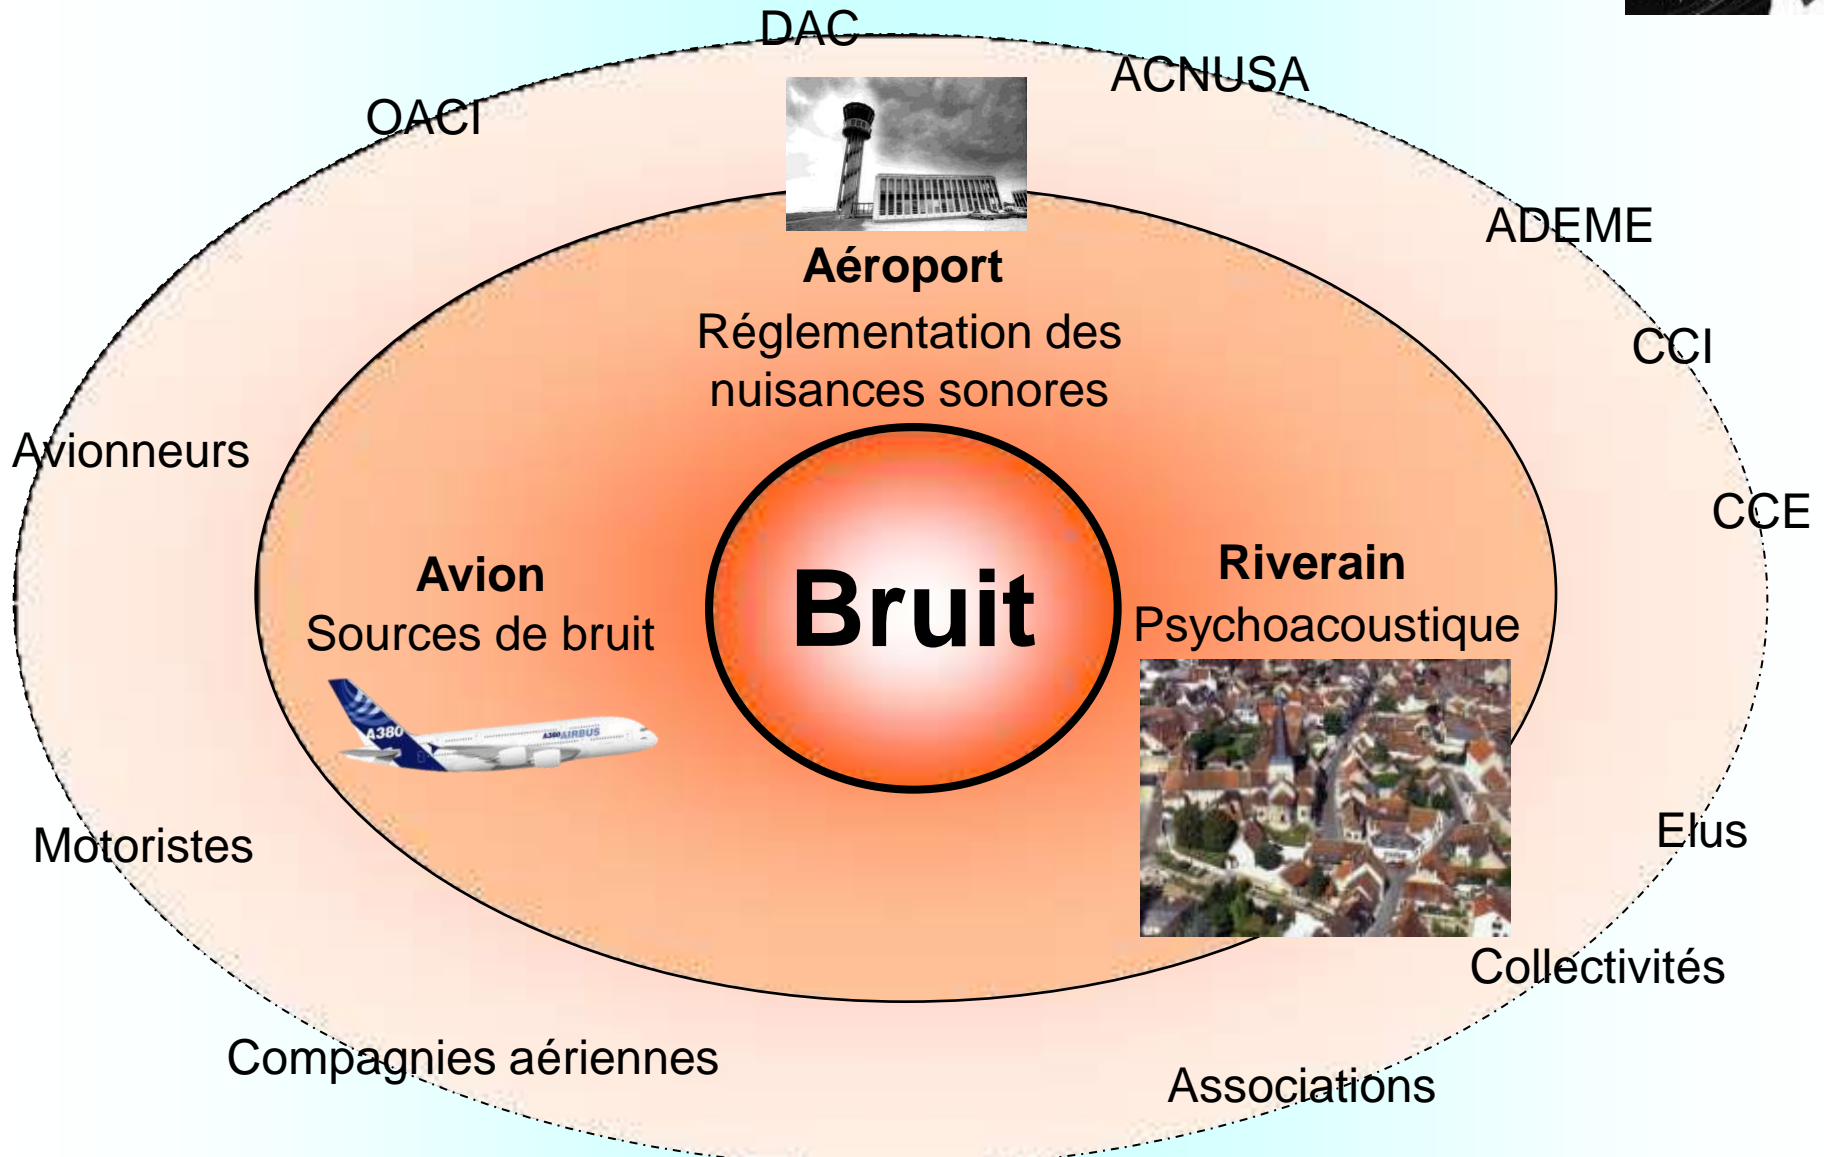 DAC
ACNUSA
OACI
ADEME
Aéroport
Réglementation des
nuisances sonores
CCI
Avionneurs
CCE
Avion
Sources de bruit
Bruit
Riverain
Psychoacoustique
A380
A380 AIRBUS
Motoristes
Elus
Collectivités
Compagnies aériennes
Associations